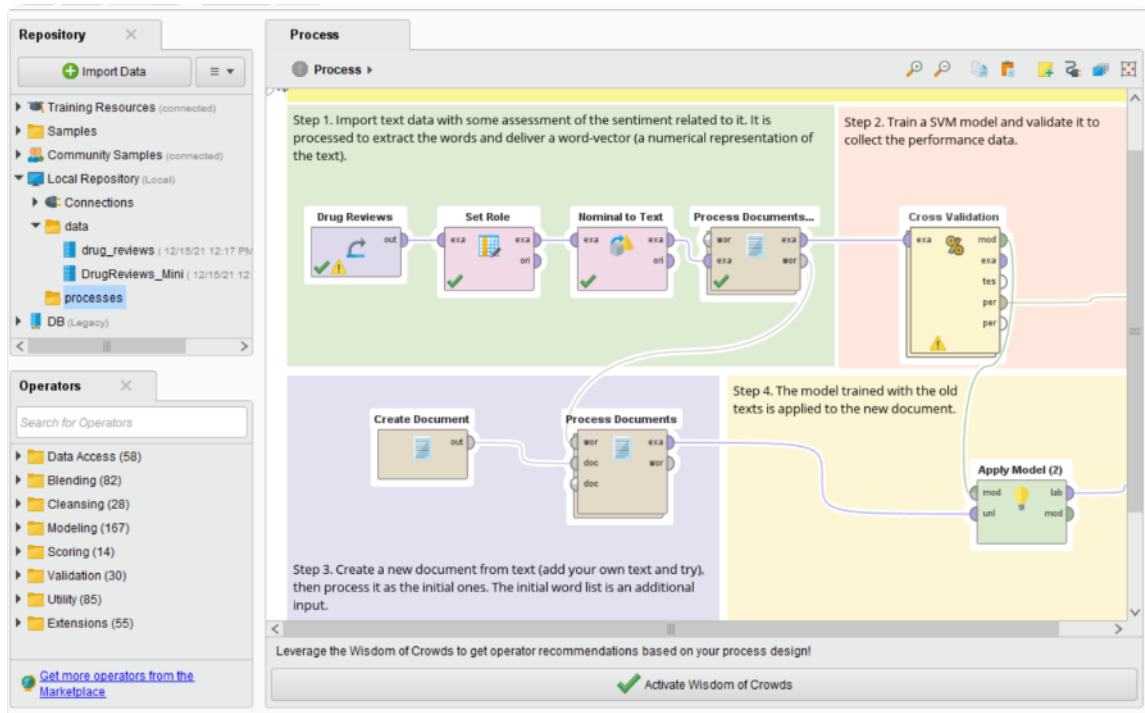 Repository
Import Data
Training Resources (connected)
Samples
Community Samples (connected)
Local Repository (Local)
Connections
data
drug_reviews ( 12/15/21 12:17 PM
DrugReviews_Mini ( 12/15/21 12:
processes
DB (Legacy)
Operators
Search for Operators
Data Access (58)
Blending (82)
Cleansing (28)
Modeling (167)
Scoring (14)
Validation (30)
Utility (85)
Extensions (55)
Get more operators from the
Marketplace
Process
Process
Step 1. Import text data with some assessment of the sentiment related to it. It is
processed to extract the words and deliver a word-vector (a numerical representation of
the text).
Drug Reviews
out
Set Role
exa exa
ori
Nominal to Text
exa exa
ori
Process Documents...
wor exa
exa wor
Step 2. Train a SVM model and validate it to
collect the performance data.
Cross Validation
exa mod
exa
tes
per
per
Create Document
out
Process Documents
wor exa
doc wor
doc
Step 3. Create a new document from text (add your own text and try),
then process it as the initial ones. The initial word list is an additional
input.
Step 4. The model trained with the old
texts is applied to the new document.
Apply Model (2)
mod lab
unl mod
Leverage the Wisdom of Crowds to get operator recommendations based on your process design!
Activate Wisdom of Crowds